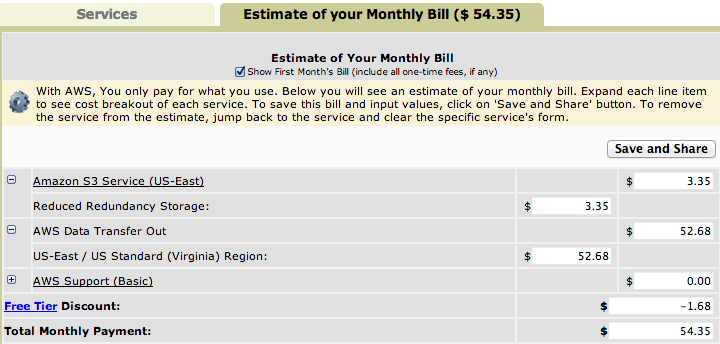 Services
Estimate of your Monthly Bill ($ 54.35)
Estimate of Your Monthly Bill
Show First Month's Bill (include all one-time fees, if any)
With AWS, You only pay for what you use. Below you will see an estimate of your monthly bill. Expand each line item
to see cost breakout of each service. To save this bill and input values, click on 'Save and Share' button. To remove
the service from the estimate, jump back to the service and clear the specific service's form.
Save and Share
Amazon S3 Service (US-East) $ 3.35
Reduced Redundancy Storage: $ 3.35
AWS Data Transfer Out $ 52.68
US-East / US Standard (Virginia) Region: $ 52.68
AWS Support (Basic) $ 0.00
Free Tier Discount: $ -1.68
Total Monthly Payment: $ 54.35